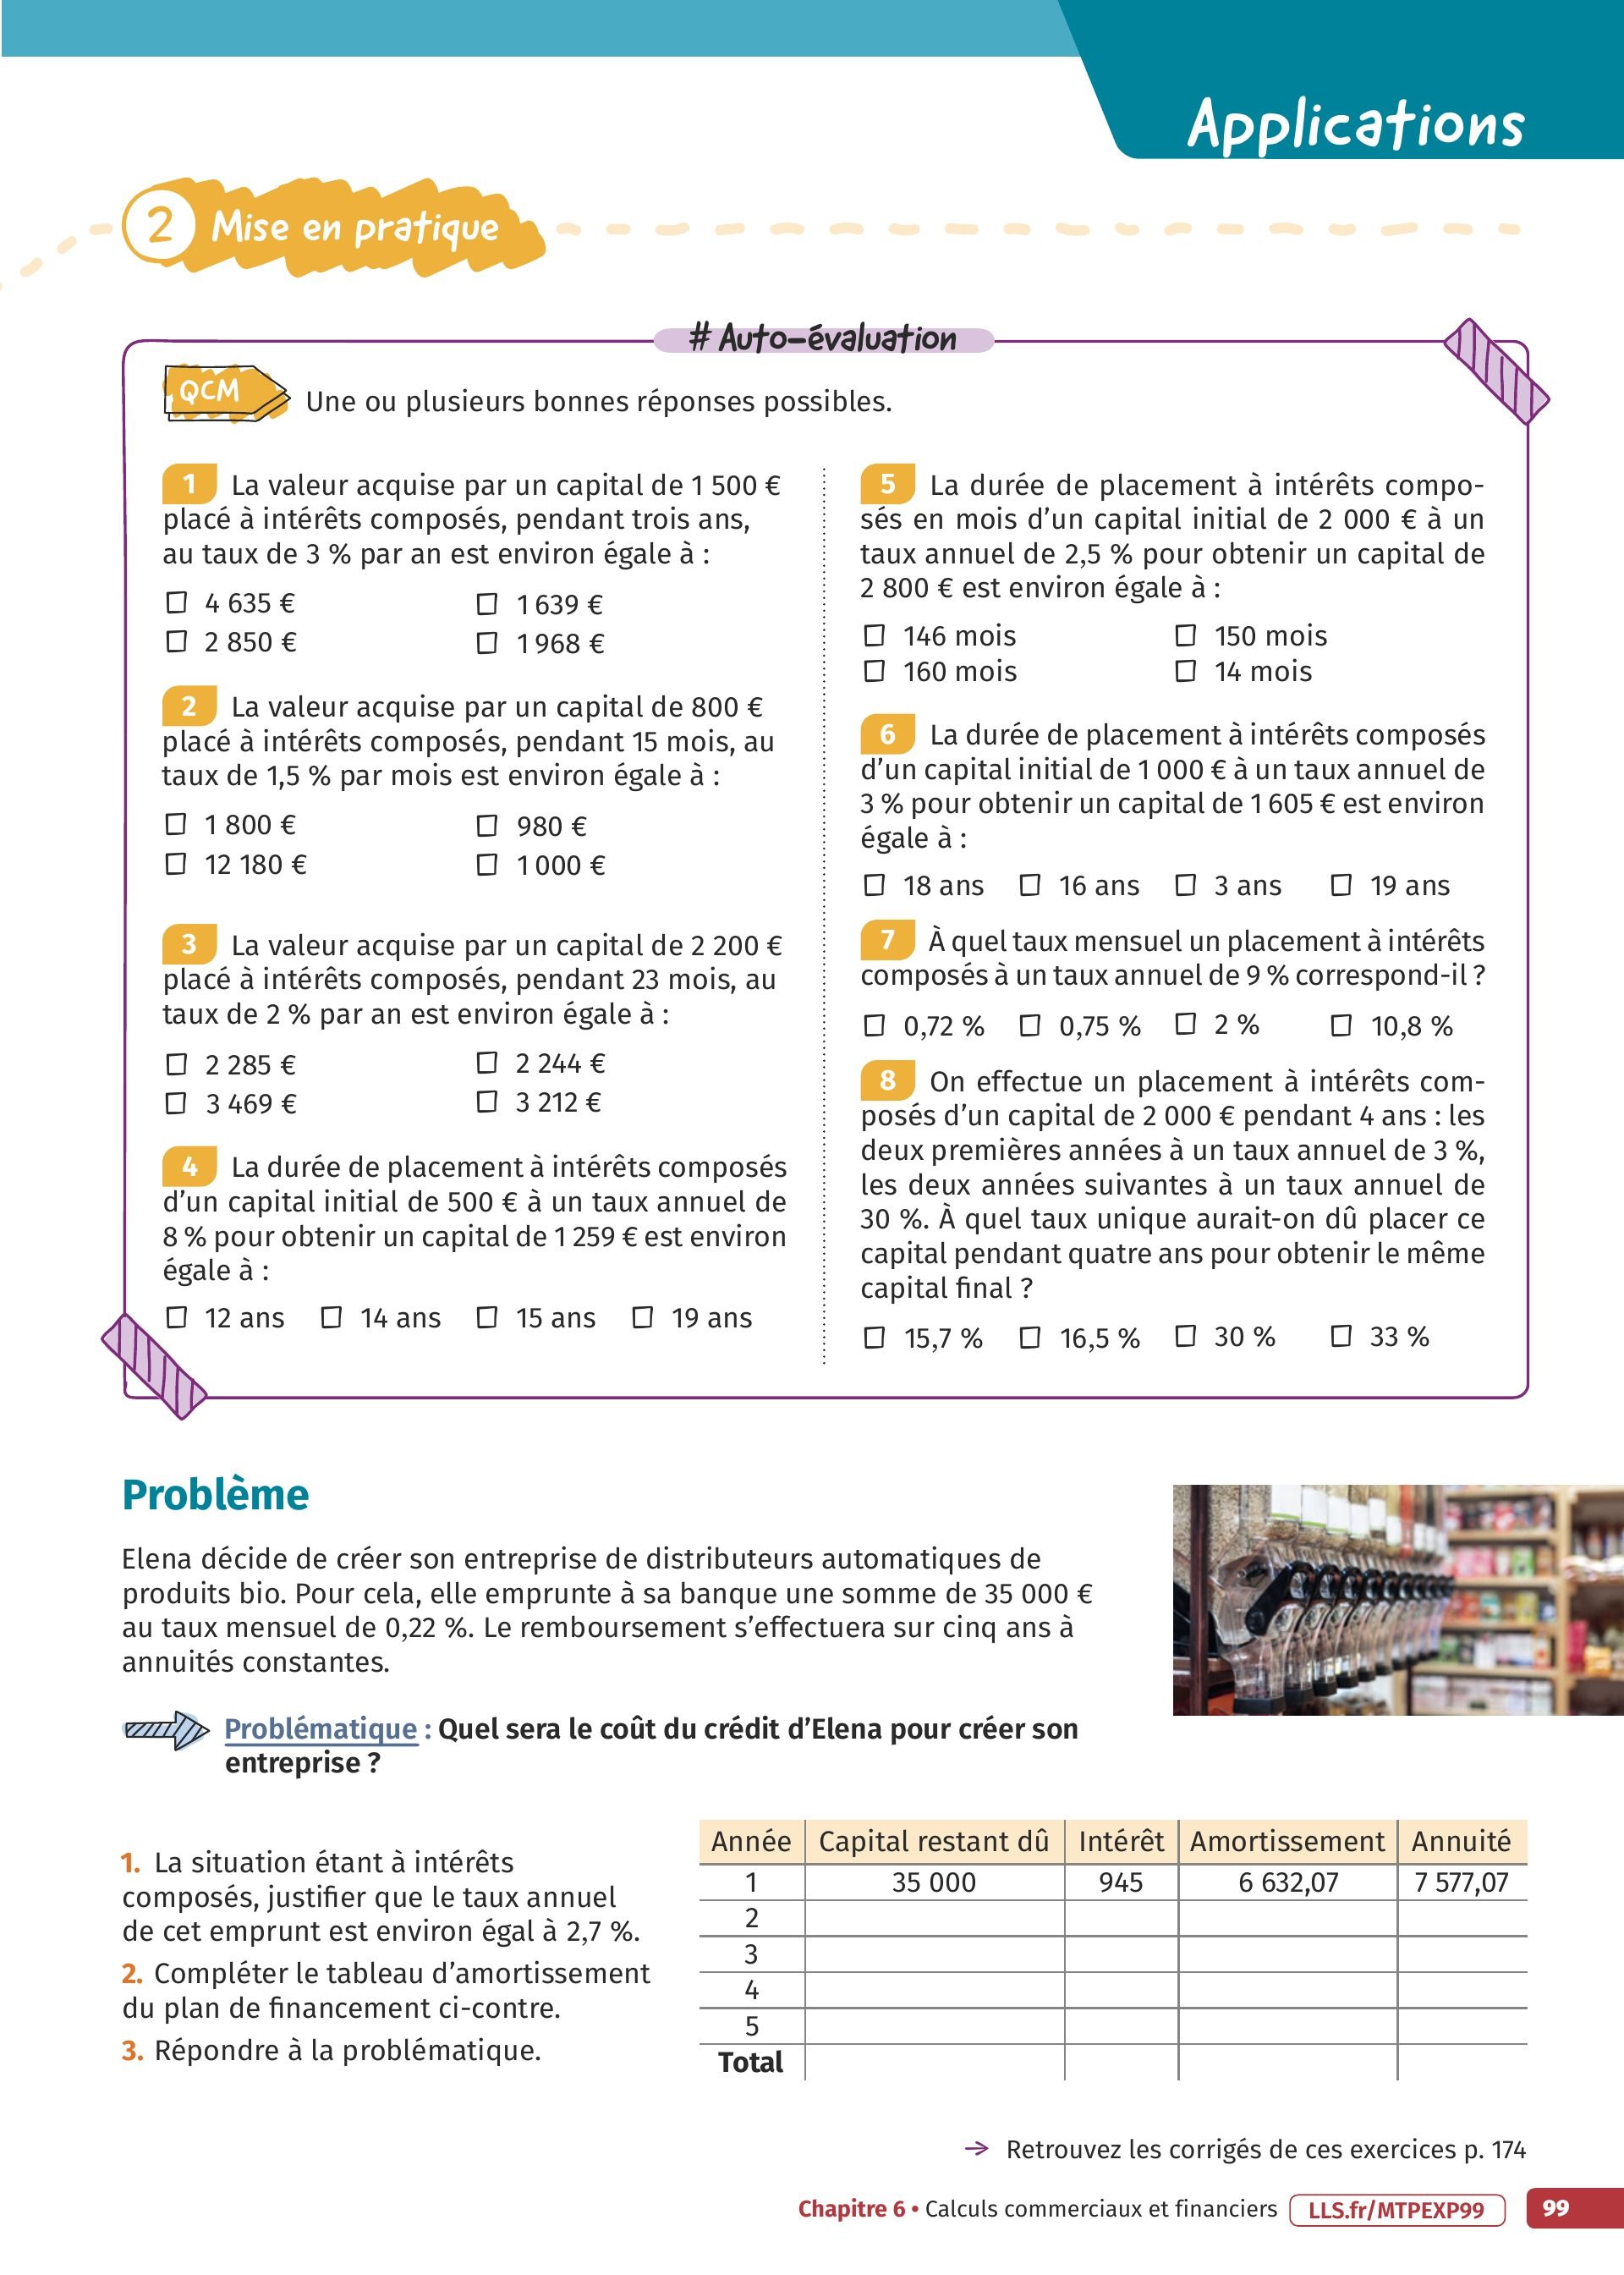 Applications
2 Mise en pratique
# Auto-évaluation
QCM Une ou plusieurs bonnes réponses possibles.
1 La valeur acquise par un capital de 1 500 €
placé à intérêts composés, pendant trois ans,
au taux de 3 % par an est environ égale à :
4 635 € 1 639 €
2 850 € 1 968 €
2 La valeur acquise par un capital de 800 €
placé à intérêts composés, pendant 15 mois, au
taux de 1,5 % par mois est environ égale à :
1 800 € 980 €
12 180 € 1 000 €
3 La valeur acquise par un capital de 2 200 €
placé à intérêts composés, pendant 23 mois, au
taux de 2 % par an est environ égale à :
2 285 € 2 244 €
3 469 € 3 212 €
4 La durée de placement à intérêts composés
d'un capital initial de 500 € à un taux annuel de
8 % pour obtenir un capital de 1 259 € est environ
égale à :
12 ans 14 ans 15 ans 19 ans
5 La durée de placement à intérêts compo-
sés en mois d'un capital initial de 2 000 € à un
taux annuel de 2,5 % pour obtenir un capital de
2 800 € est environ égale à :
146 mois 150 mois
160 mois 14 mois
6 La durée de placement à intérêts composés
d'un capital initial de 1 000 € à un taux annuel de
3 % pour obtenir un capital de 1 605 € est environ
égale à :
18 ans 16 ans 3 ans 19 ans
7 À quel taux mensuel un placement à intérêts
composés à un taux annuel de 9 % correspond-il ?
0,72 % 0,75 % 2 % 10,8 %
8 On effectue un placement à intérêts com-
posés d'un capital de 2 000 € pendant 4 ans : les
deux premières années à un taux annuel de 3 %,
les deux années suivantes à un taux annuel de
30 %. À quel taux unique aurait-on dû placer ce
capital pendant quatre ans pour obtenir le même
capital final ?
15,7 % 16,5 % 30 % 33 %
Problème
Elena décide de créer son entreprise de distributeurs automatiques de
produits bio. Pour cela, elle emprunte à sa banque une somme de 35 000 €
au taux mensuel de 0,22 %. Le remboursement s'effectuera sur cinq ans à
annuités constantes.
Problématique : Quel sera le coût du crédit d'Elena pour créer son
entreprise ?
1. La situation étant à intérêts
composés, justifier que le taux annuel
de cet emprunt est environ égal à 2,7 %.
2. Compléter le tableau d'amortissement
du plan de financement ci-contre.
3. Répondre à la problématique.
Année Capital restant dû Intérêt Amortissement Annuité
1 35 000 945 6 632,07 7 577,07
2
3
4
5
Total
→ Retrouvez les corrigés de ces exercices p. 174
Chapitre 6 • Calculs commerciaux et financiers LLS.fr/MTPEXP99 99